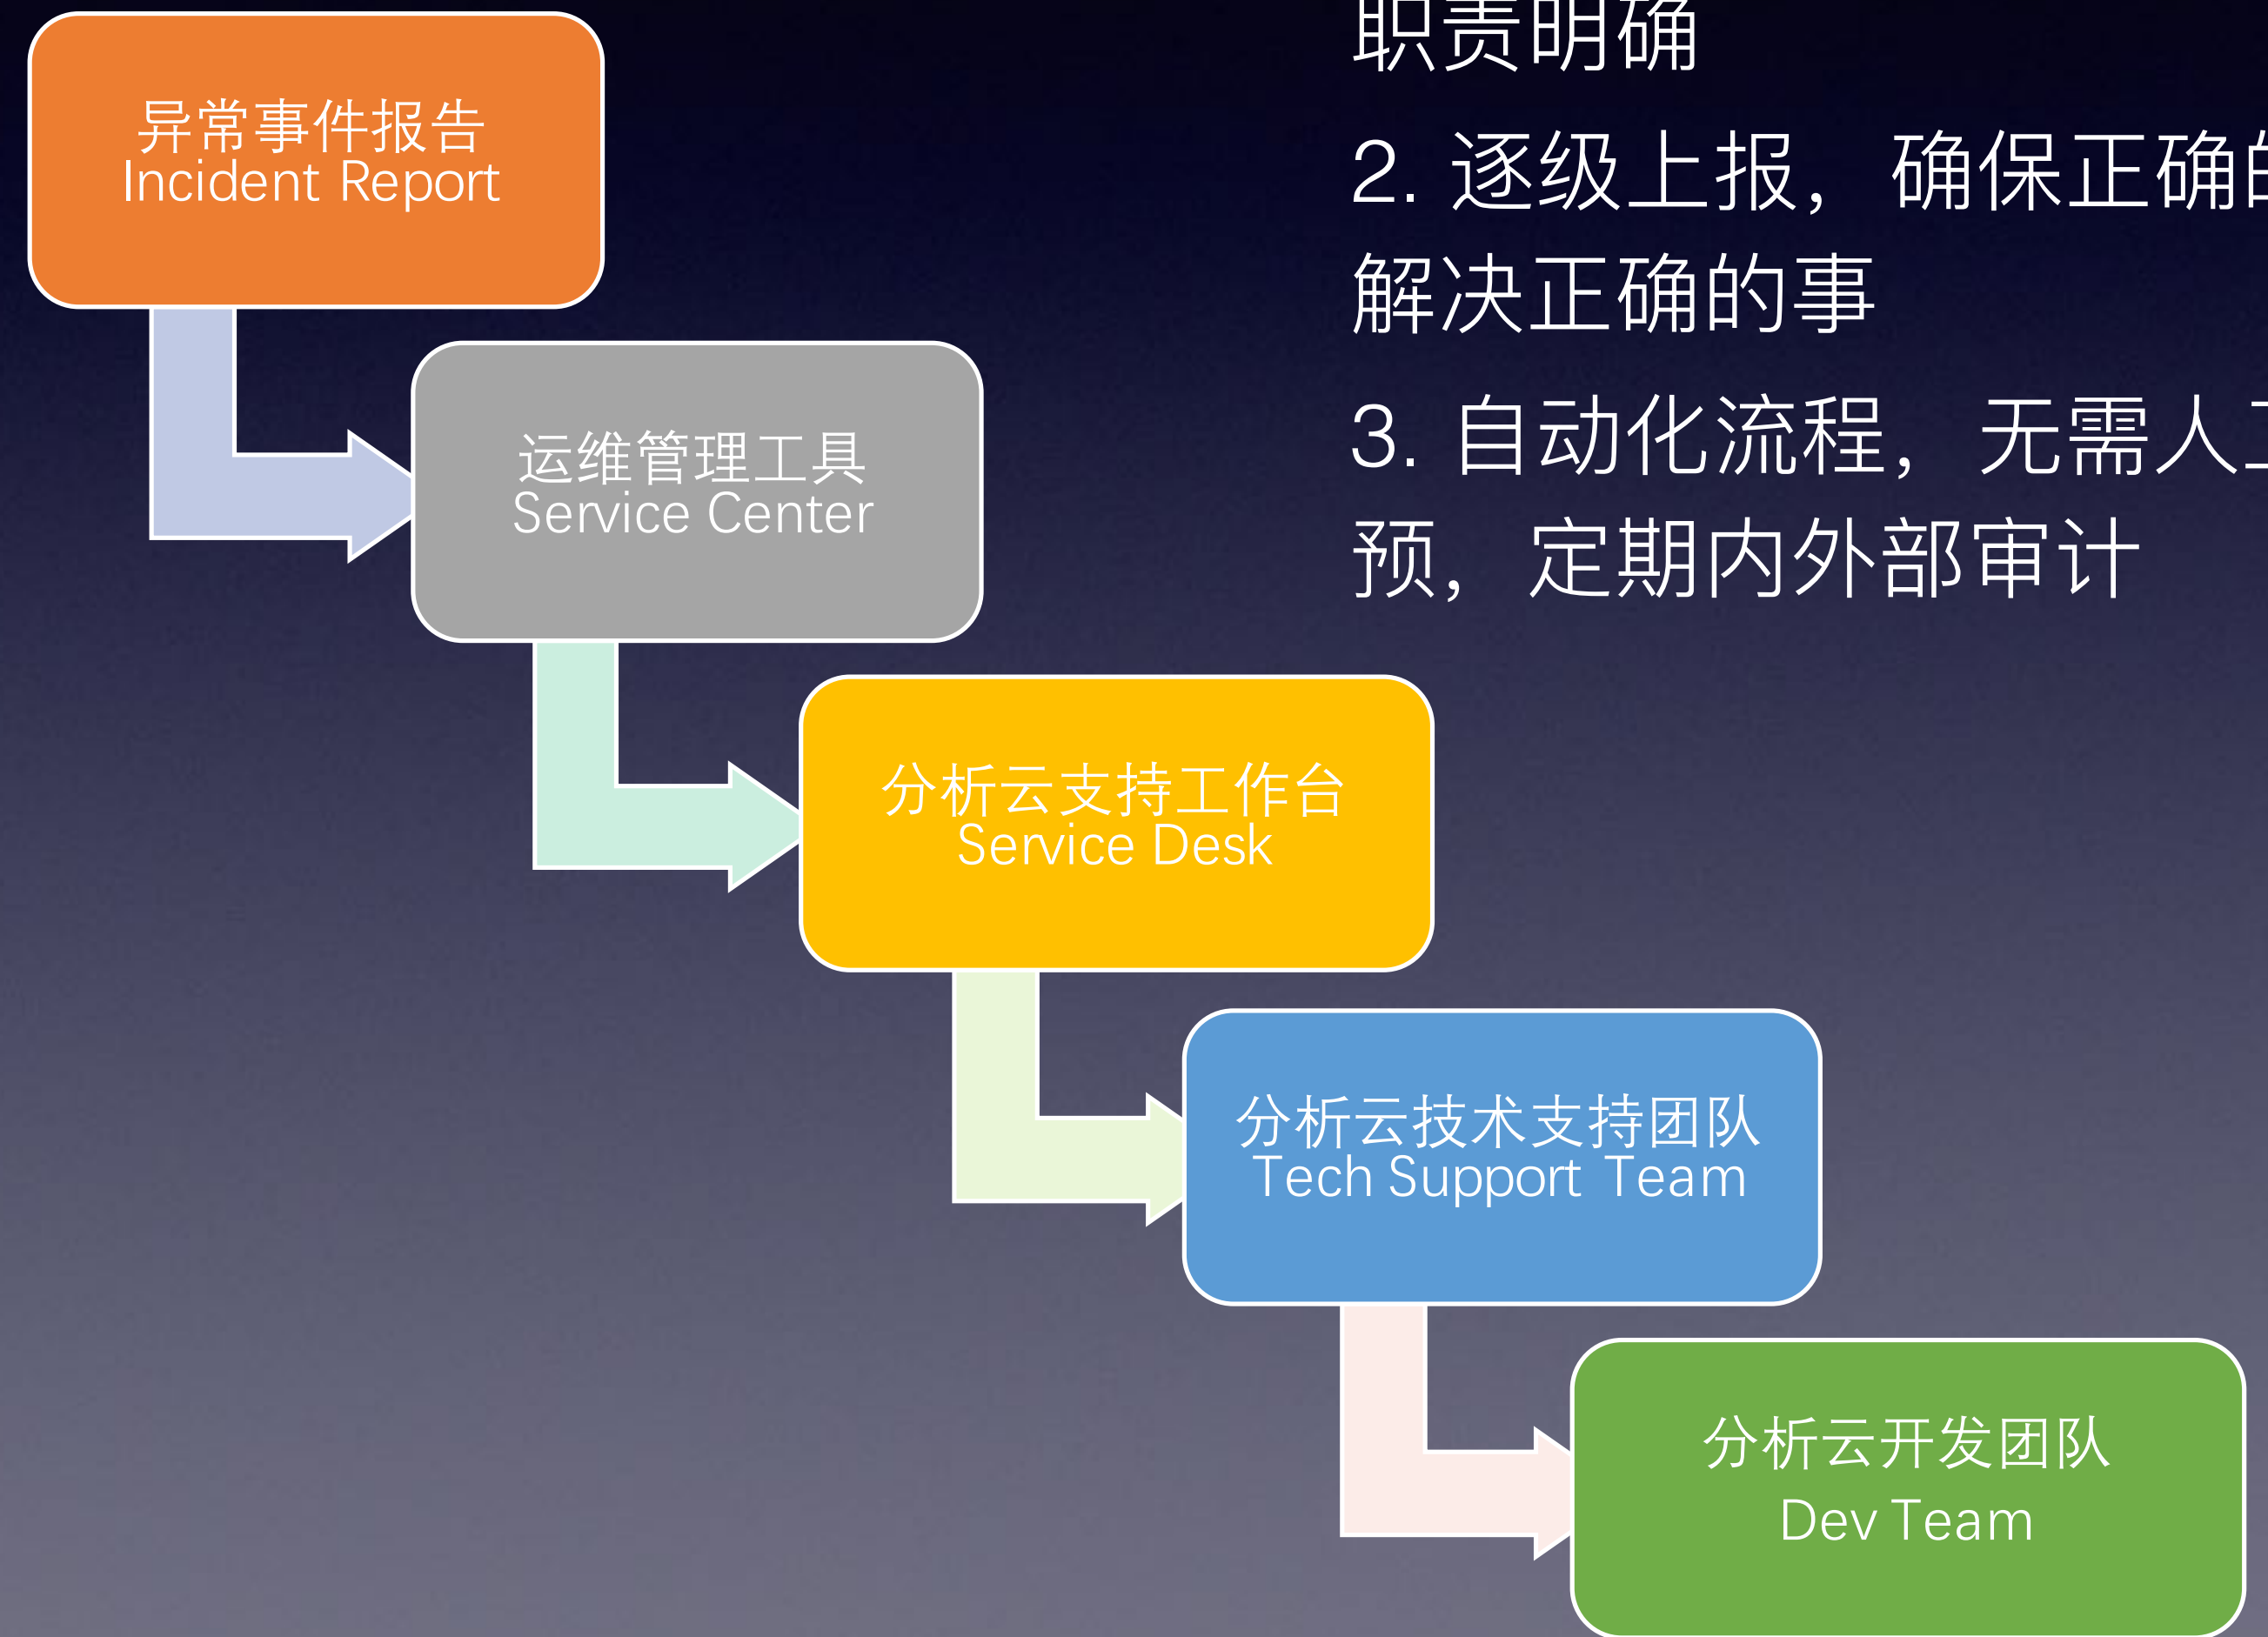 职责明确
2. 逐级上报， 确保正确的
解决正确的事
3. 自动化流程， 无需人工
预， 定期内外部审计
异常事件报告
Incident Report
运维管理工具
Service Center
分析云支持工作台
Service Desk
分析云技术支持团队
Tech Support Team
分析云开发团队
Dev Team